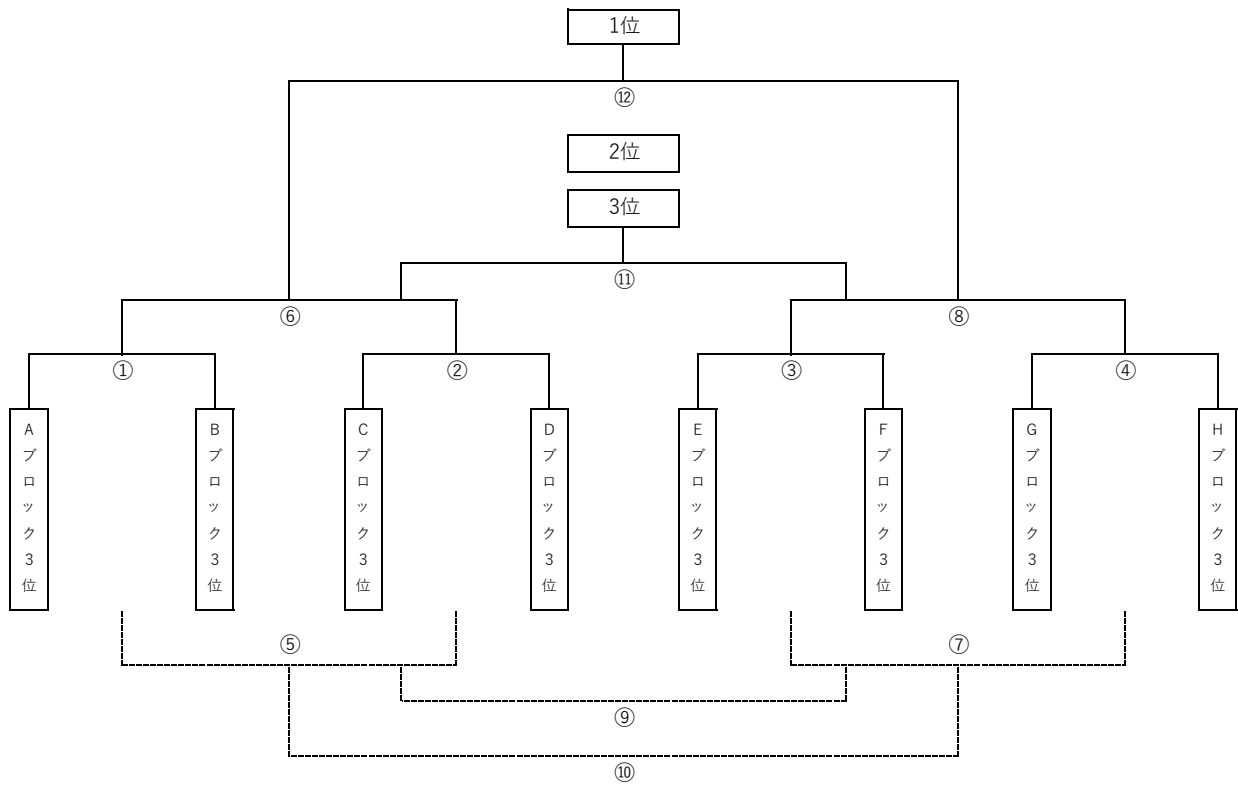 1位
⑫
2位
3位
⑪
⑥
⑧
①
②
③
④
Aブロック3位
Bブロック3位
Cブロック3位
Dブロック3位
Eブロック3位
Fブロック3位
Gブロック3位
Hブロック3位
⑤
⑦
⑨
⑩